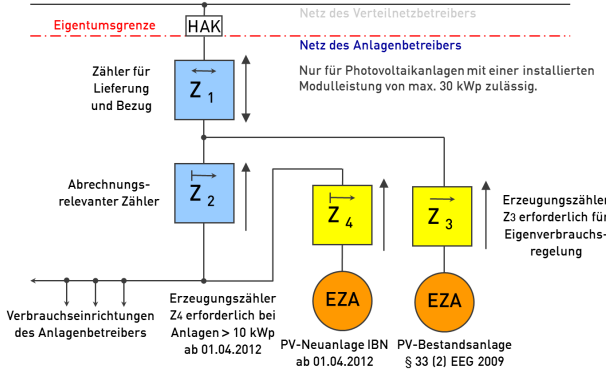 Netz des Verteilnetzbetreibers
Eigentumsgrenze
HAK
Netz des Anlagenbetreibers
Zähler für
Lieferung
und Bezug
Z 1
Nur für Photovoltaikanlagen mit einer installierten
Modulleistung von max. 30 kWp zulässig.
Abrechnungs-
relevanter Zähler
Z 2
Z 4
Z 3
Erzeugungszähler
Z3 erforderlich für
Eigenverbrauchs-
regelung
EZA
EZA
Verbrauchseinrichtungen
des Anlagenbetreibers
Erzeugungszähler
Z4 erforderlich bei
Anlagen > 10 kWp
ab 01.04.2012
PV-Neuanlage IBN
ab 01.04.2012
PV-Bestandsanlage
§ 33 (2) EEG 2009